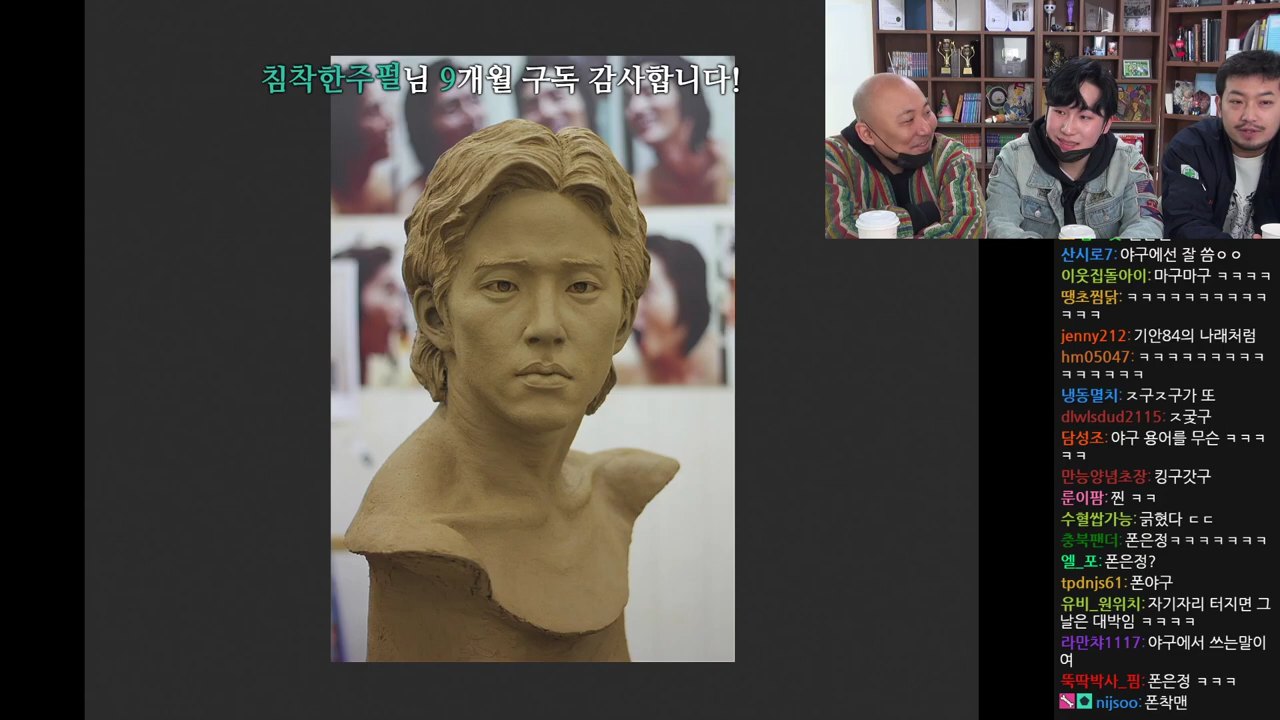 침착한주펄님 9개월 구독 감사합니다!
산시로7: 야구에선 잘 씀ㅇㅇ
이웃집돌아이: 마구마구 ㅋㅋㅋㅋ
땡초찜닭: ㅋㅋㅋㅋㅋㅋㅋㅋㅋㅋ
ㅋㅋㅋ
jenny212: 기안84의 나래처럼
hm05047: ㅋㅋㅋㅋㅋㅋㅋㅋㅋ
ㅋㅋㅋㅋㅋㅋ
냉동멸치: ㅈ구ㅈ구가 또
dlwlsdud2115: ㅈ궂구
담성조: 야구 용어를 무슨 ㅋㅋㅋ
ㅋㅋ
만능양념초장: 킹구갓구
룬이팜: 찐 ㅋㅋ
수혈쌉가능: 긁혔다 ㄷㄷ
충북팬더: 폰은정ㅋㅋㅋㅋㅋㅋㅋ
엘_포: 폰은정?
tpdnjs61: 폰야구
유비_원위치: 자기자리 터지면 그
날은 대박임 ㅋㅋㅋㅋ
라만차1117: 야구에서 쓰는말이
여
뚝딱박사_핌: 폰은정 ㅋㅋㅋ
nijsoo: 폰착맨